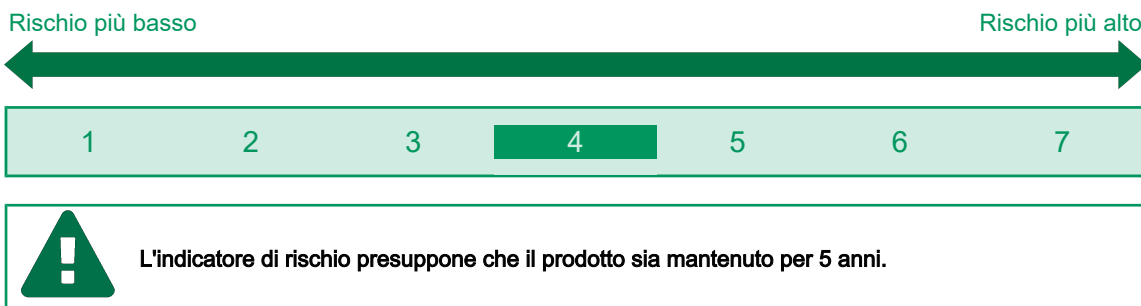 Rischio più basso Rischio più alto
1 2 3 4 5 6 7
L'indicatore di rischio presuppone che il prodotto sia mantenuto per 5 anni.